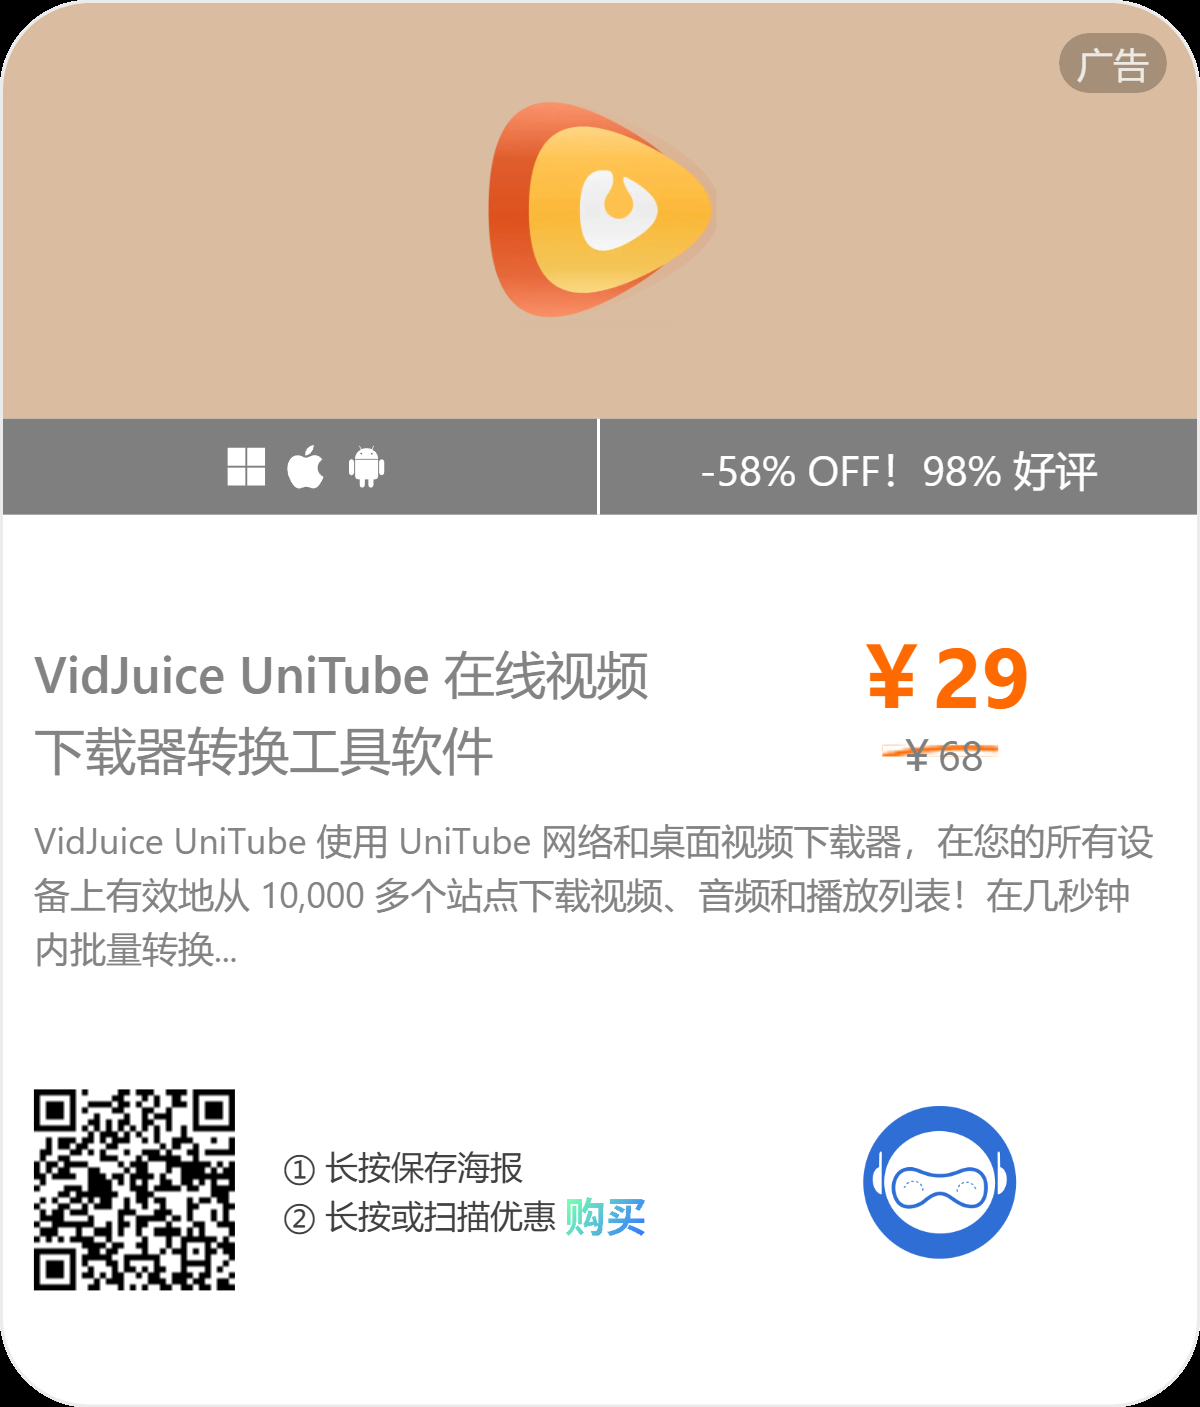 广告
-58% OFF！98% 好评
VidJuice UniTube 在线视频
下载器转换工具软件
¥ 29
¥ 68
VidJuice UniTube 使用 UniTube 网络和桌面视频下载器，在您的所有设
备上有效地从 10,000 多个站点下载视频、音频和播放列表！在几秒钟
内批量转换...
① 长按保存海报
② 长按或扫描优惠 购买